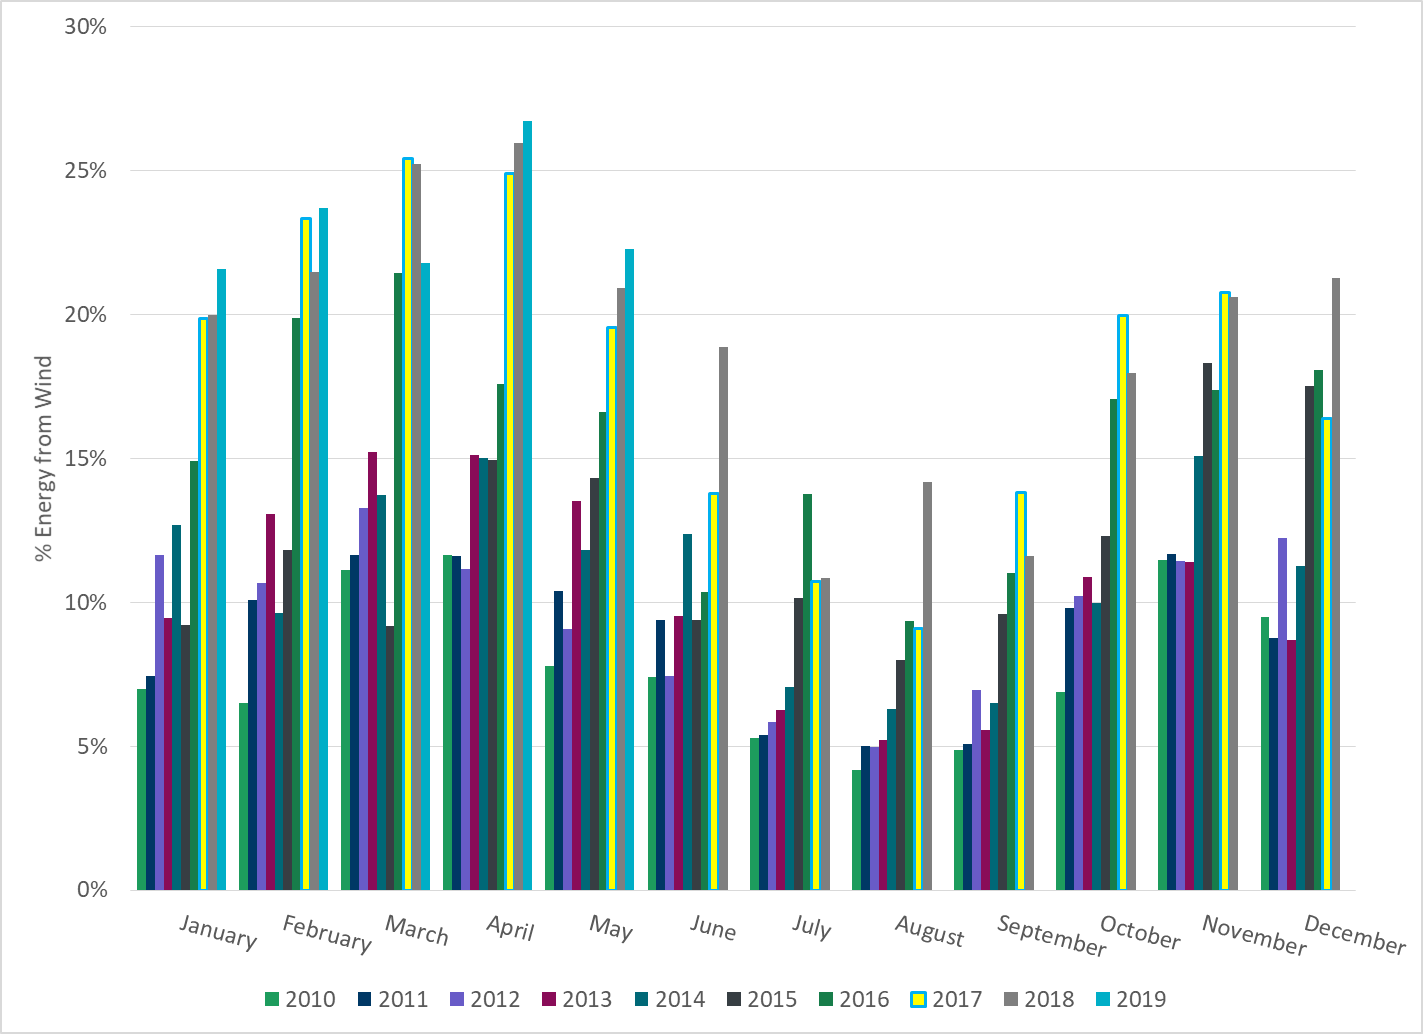 30%
25%
20%
15%
10%
5%
0%
% Energy from Wind
January February March April May June July August September October November December
2010 2011 2012 2013 2014 2015 2016 2017 2018 2019